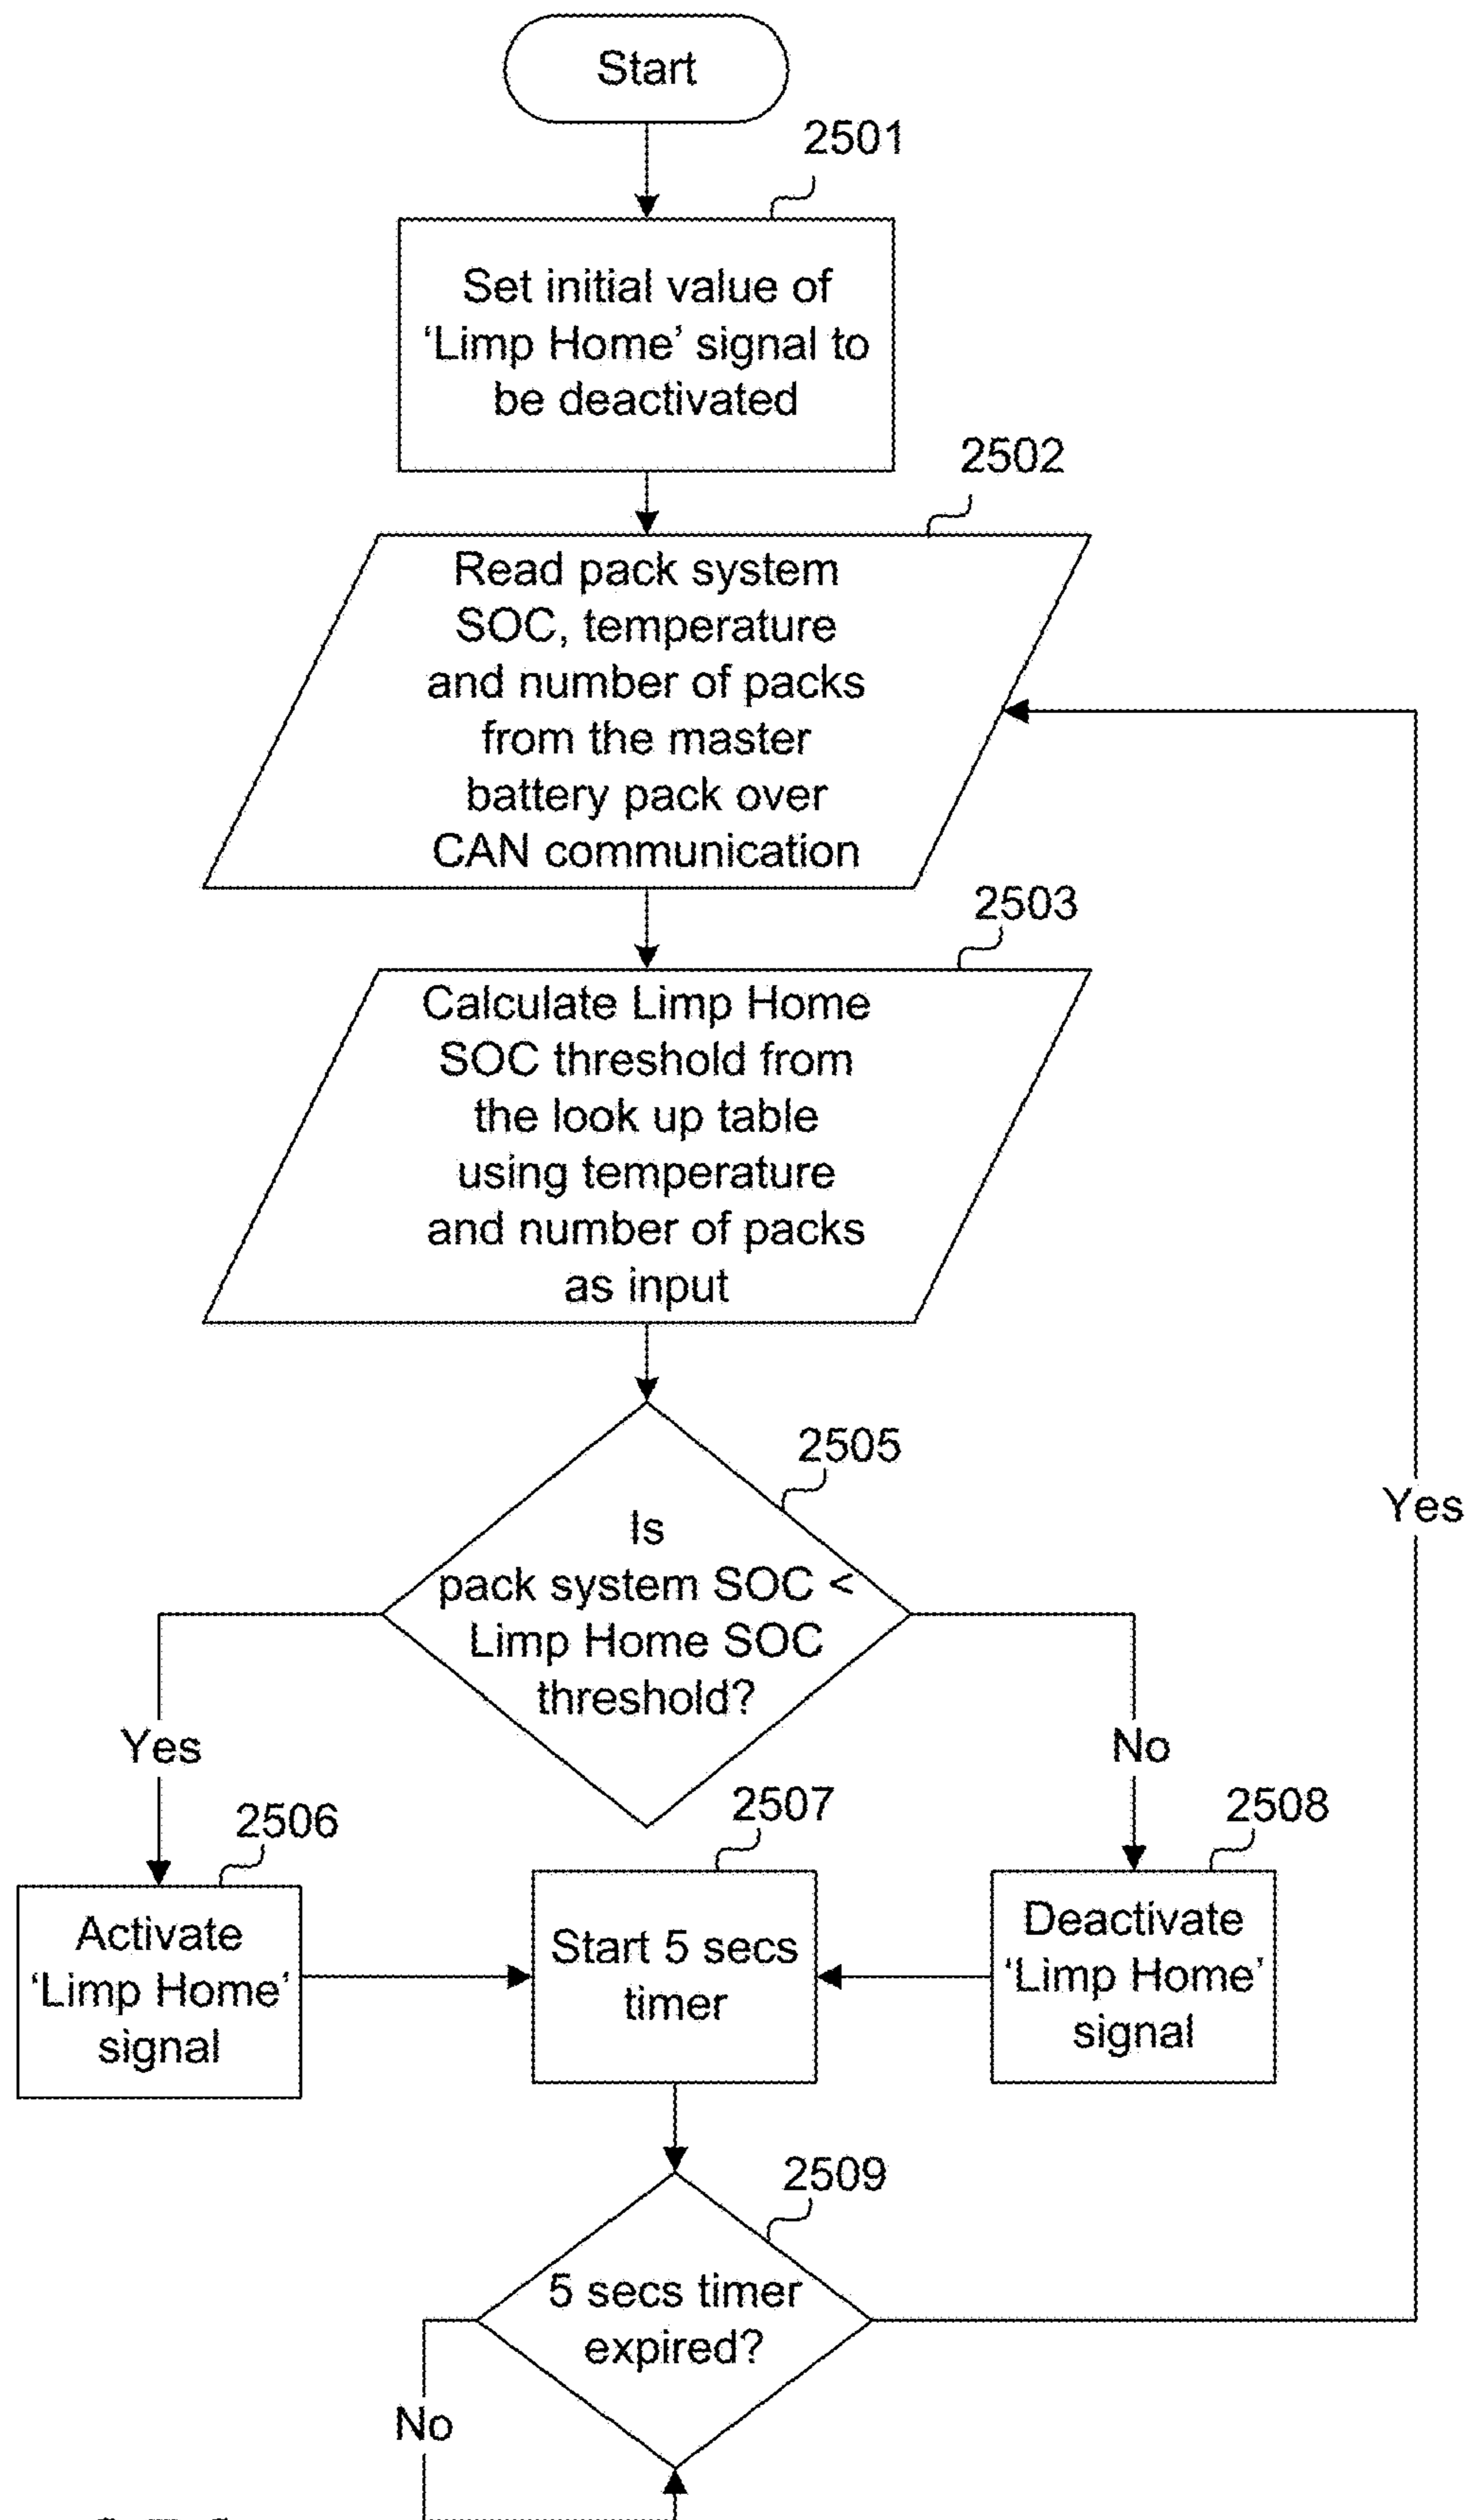 Start
2501
Set initial value of
‘Limp Home’ signal to
be deactivated
2502
Read pack system
SOC, temperature
and number of packs
from the master
battery pack over
CAN communication
2503
Calculate Limp Home
SOC threshold from
the look up table
using temperature
and number of packs
as input
2505
Is
pack system SOC <
Limp Home SOC
threshold?
Yes
Yes
No
2506
2507
2508
Activate
‘Limp Home’
signal
Start 5 secs
timer
Deactivate
‘Limp Home’
signal
2509
5 secs timer
expired?
No